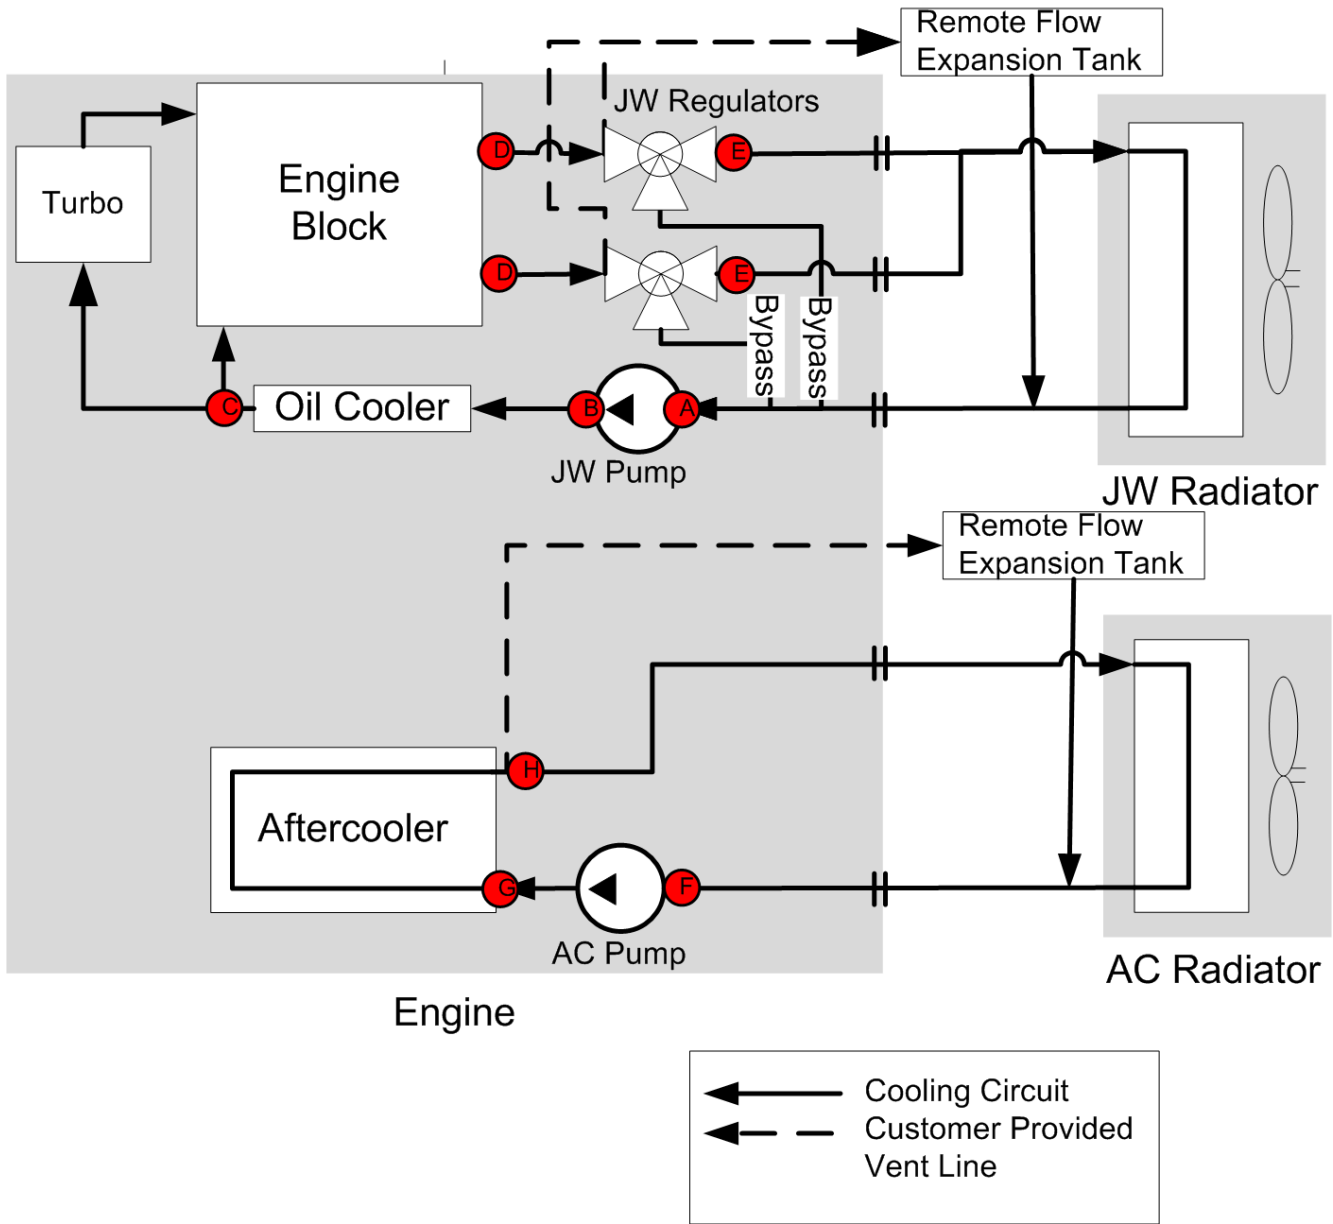 Remote Flow
Expansion Tank
JW Regulators
Engine
Block
Turbo
D
E
D
E
Bypass
Bypass
C
Oil Cooler
B
A
JW Pump
JW Radiator
Remote Flow
Expansion Tank
H
Aftercooler
G
F
AC Pump
AC Radiator
Engine
Cooling Circuit
Customer Provided
Vent Line